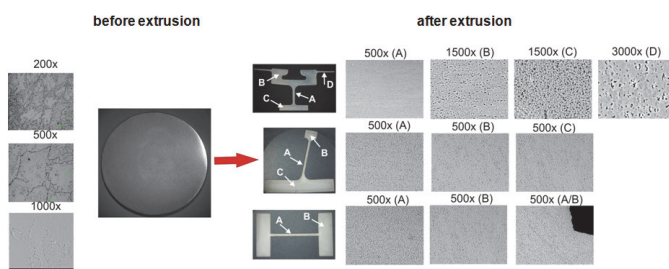 before extrusion
after extrusion
200x
500x
1000x
B
A
C
D
500x (A)
1500x (B)
1500x (C)
3000x (D)
B
A
C
500x (A)
500x (B)
500x (C)
B
A
500x (A)
500x (B)
500x (A/B)